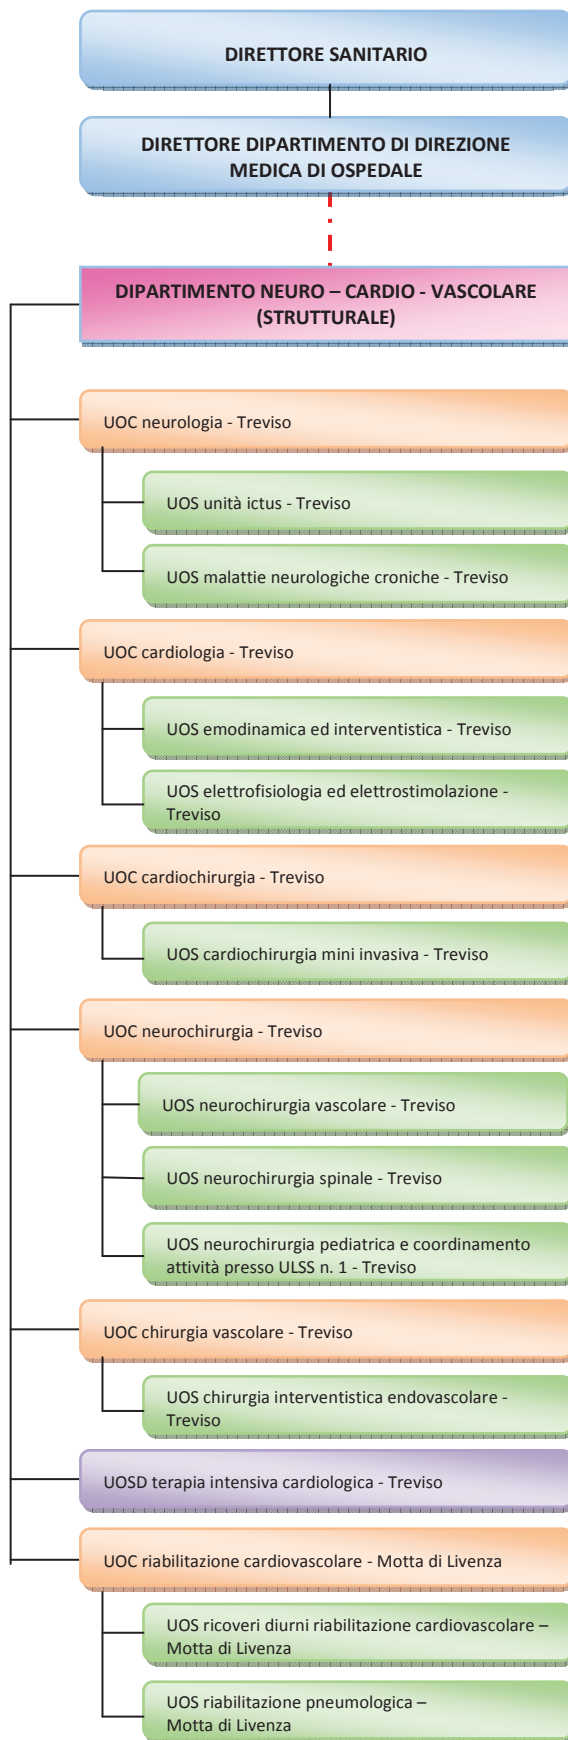 DIRETTORE SANITARIO
DIRETTORE DIPARTIMENTO DI DIREZIONE
MEDICA DI OSPEDALE
DIPARTIMENTO NEURO – CARDIO - VASCOLARE
(STRUTTURALE)
UOC neurologia - Treviso
UOS unità ictus - Treviso
UOS malattie neurologiche croniche - Treviso
UOC cardiologia - Treviso
UOS emodinamica ed interventistica - Treviso
UOS elettrofisiologia ed elettrostimolazione -
Treviso
UOC cardiochirurgia - Treviso
UOS cardiochirurgia mini invasiva - Treviso
UOC neurochirurgia - Treviso
UOS neurochirurgia vascolare - Treviso
UOS neurochirurgia spinale - Treviso
UOS neurochirurgia pediatrica e coordinamento
attività presso ULSS n. 1 - Treviso
UOC chirurgia vascolare - Treviso
UOS chirurgia interventistica endovascolare -
Treviso
UOSD terapia intensiva cardiologica - Treviso
UOC riabilitazione cardiovascolare - Motta di Livenza
UOS ricoveri diurni riabilitazione cardiovascolare –
Motta di Livenza
UOS riabilitazione pneumologica –
Motta di Livenza